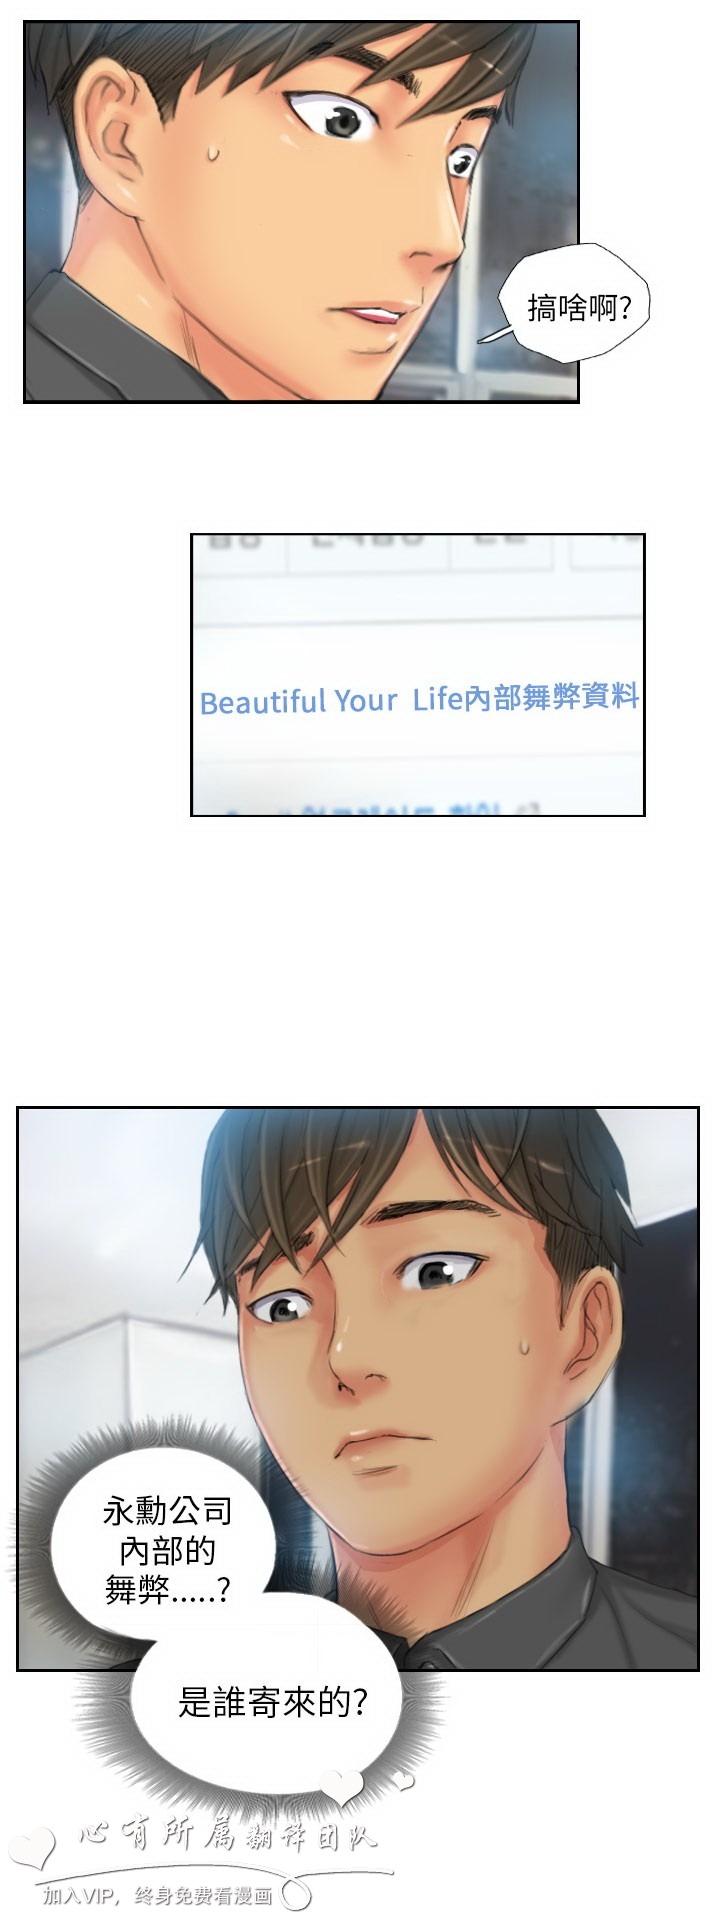 搞啥啊?
Beautiful Your Life內部舞弊資料
永勳公司
內部的
舞弊.....?
是誰寄來的?
心有所属翻译团队
加入VIP，终身免费看漫画